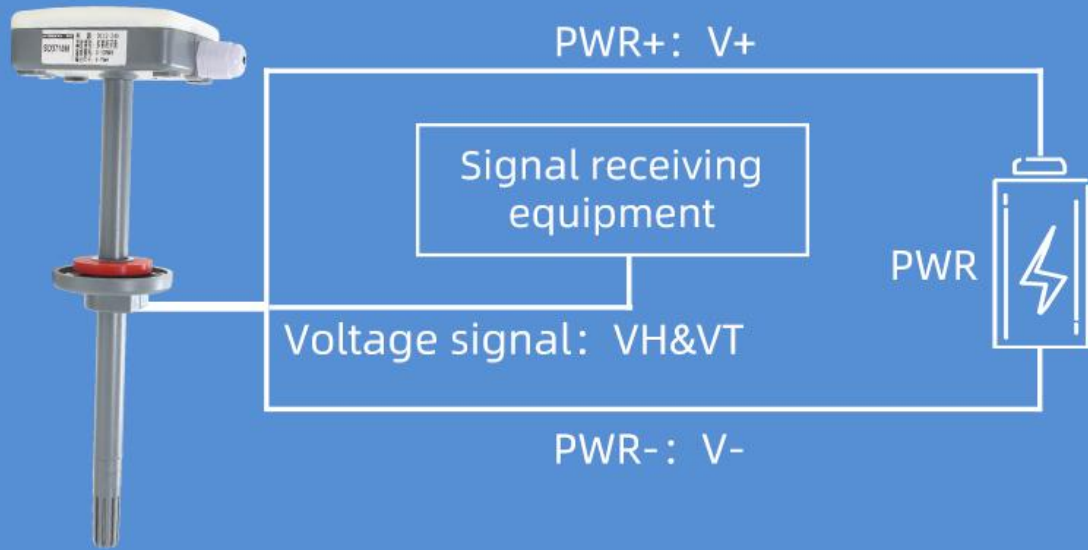 PWR+: V+
Signal receiving
equipment
PWR
Voltage signal: VH&VT
PWR-: V-